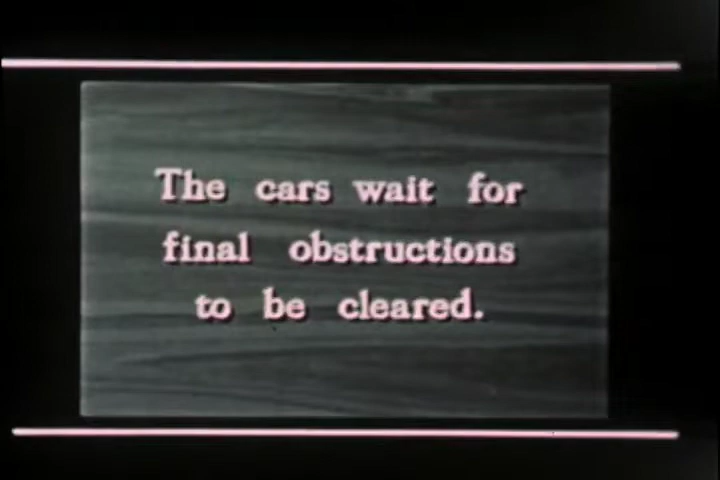 The cars wait for
final obstructions
to be cleared.